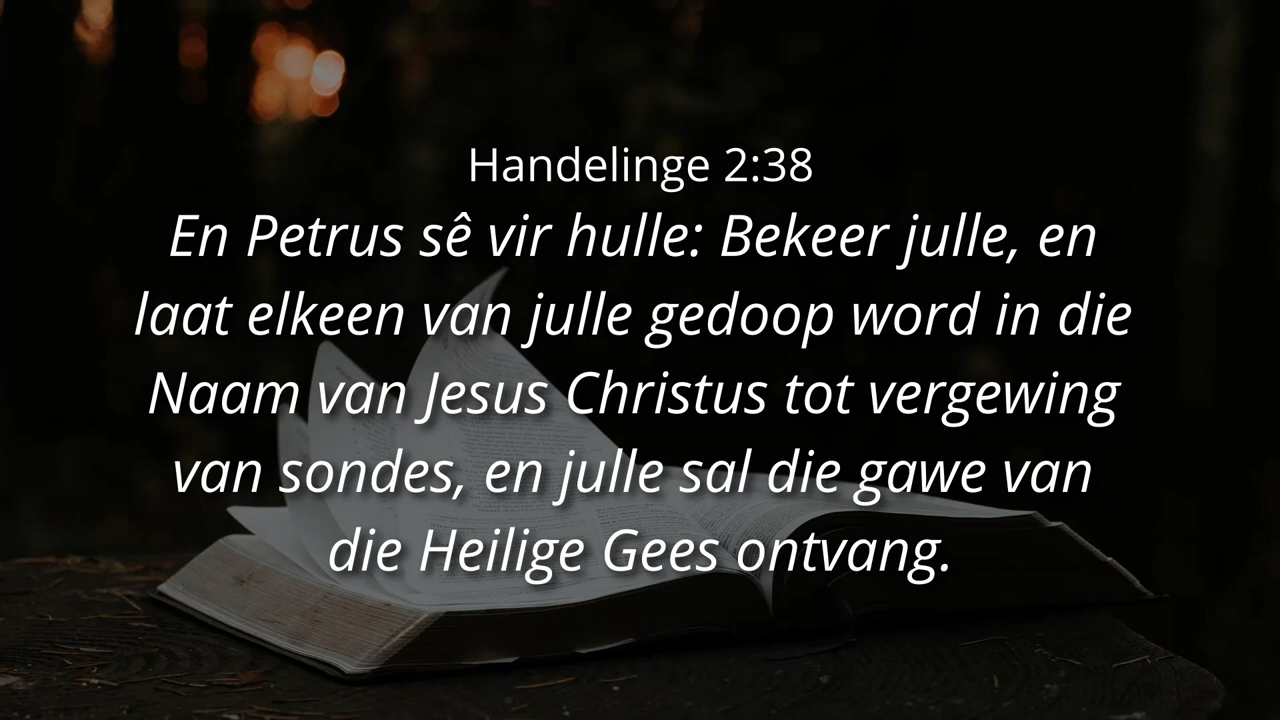 Handelinge 2:38
En Petrus sê vir hulle: Bekeer julle, en
laat elkeen van julle gedoop word in die
Naam van Jesus Christus tot vergewing
van sondes, en julle sal die gawe van
die Heilige Gees ontvang.